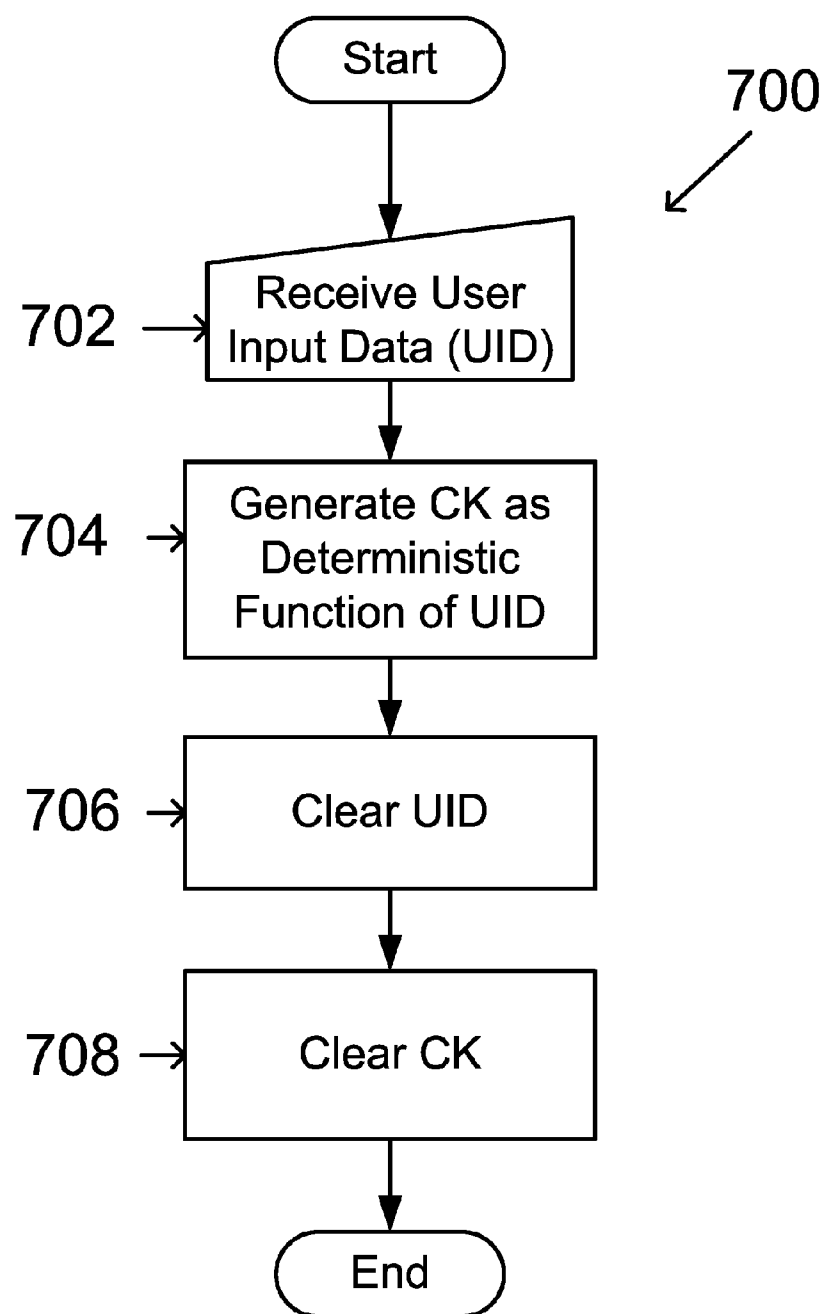 Start
700
702
Receive User
Input Data (UID)
704
Generate CK as
Deterministic
Function of UID
706
Clear UID
708
Clear CK
End